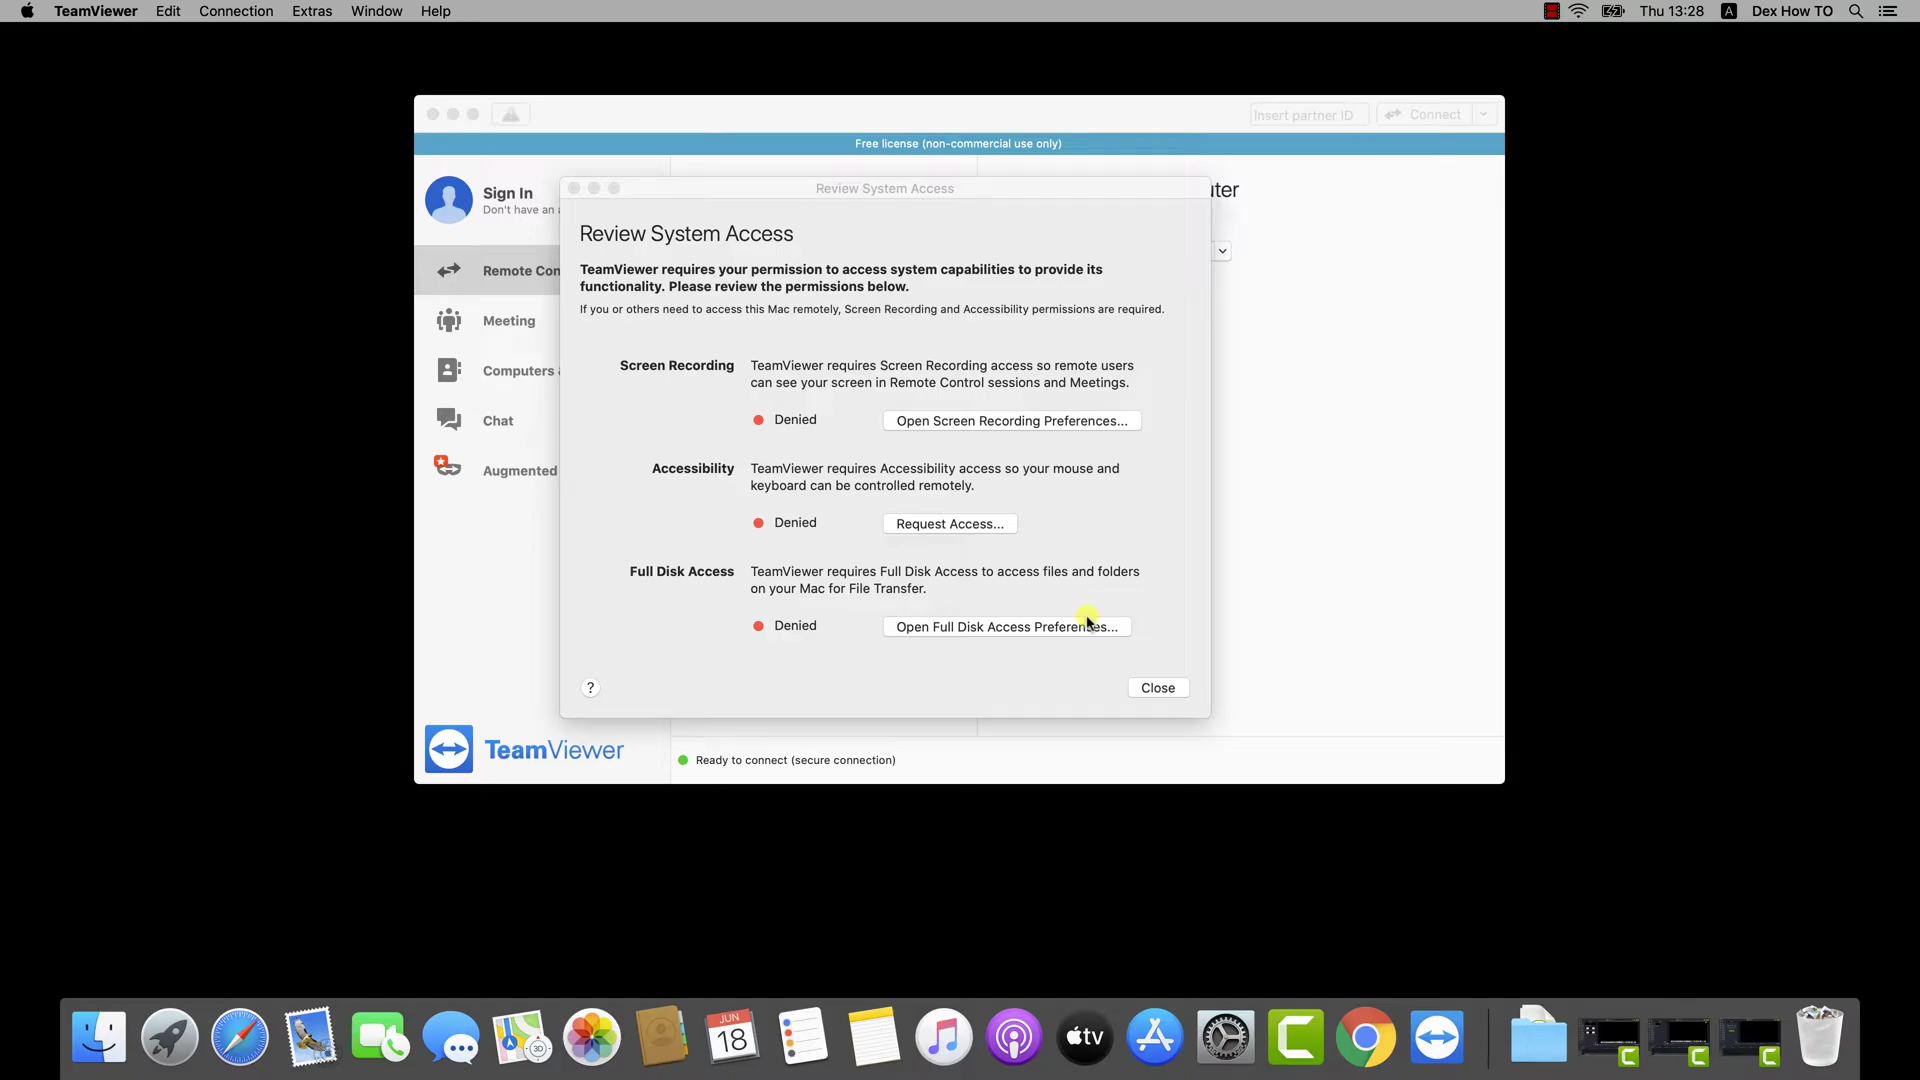 TeamViewer Edit Connection Extras Window Help
Thu 13:28 A Dex How TO
Insert partner ID Connect
Free license (non-commercial use only)
Sign In
Don't have an a
uter
Review System Access
Review System Access
TeamViewer requires your permission to access system capabilities to provide its
functionality. Please review the permissions below.
If you or others need to access this Mac remotely, Screen Recording and Accessibility permissions are required.
Remote Con
Meeting
Computers &
Chat
Augmented
Screen Recording
TeamViewer requires Screen Recording access so remote users
can see your screen in Remote Control sessions and Meetings.
Denied Open Screen Recording Preferences...
Accessibility
TeamViewer requires Accessibility access so your mouse and
keyboard can be controlled remotely.
Denied Request Access...
Full Disk Access
TeamViewer requires Full Disk Access to access files and folders
on your Mac for File Transfer.
Denied Open Full Disk Access Preferences...
? Close
TeamViewer
Ready to connect (secure connection)
3D
JUN
18
tv